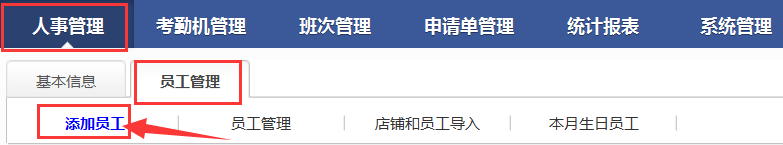 人事管理 考勤机管理 班次管理 申请单管理 统计报表 系统管理
基本信息 员工管理
添加员工 员工管理 店铺和员工导入 本月生日员工